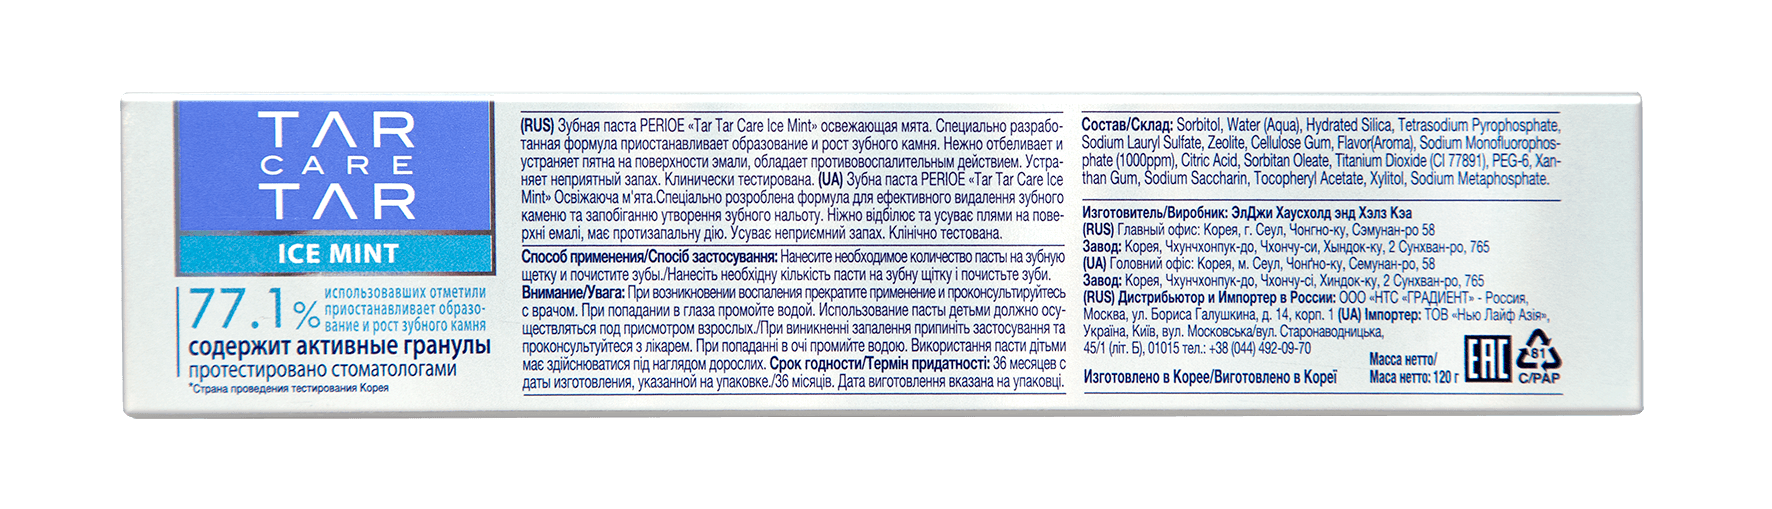 TAR
CARE
TAR
ICE MINT
77.1% использовавших отметили
приостанавливает образо-
вание и рост зубного камня
содержит активные гранулы
протестировано стоматологами
*Страна проведения тестирования Корея
(RUS) Зубная паста PERIOE «Tar Tar Care Ice Mint» освежающая мята. Специально разрабо-
танная формула приостанавливает образование и рост зубного камня. Нежно отбеливает и
устраняет пятна на поверхности эмали, обладает противовоспалительным действием. Устра-
няет неприятный запах. Клинически тестирована. (UA) Зубна паста PERIOE «Tar Tar Care Ice
Mint» Освіжаюча м'ята.Спеціально розроблена формула для ефективного видалення зубного
каменю та запобіганню утворення зубного нальоту. Ніжно відбілює та усуває плями на пове-
рхні емалі, має протизапальну дію. Усуває неприємний запах. Клінічно тестована.
Способ применения/Спосіб застосування: Нанесите необходимое количество пасты на зубную
щетку и почистите зубы./Нанесіть необхідну кількість пасти на зубну щітку і почистьте зуби.
Внимание/Увага: При возникновении воспаления прекратите применение и проконсультируйтесь
с врачом. При попадании в глаза промойте водой. Использование пасты детьми должно осу-
ществляться под присмотром взрослых./При виникненні запалення припиніть застосування та
проконсультуйтеся з лікарем. При попаданні в очі промийте водою. Використання пасти дітьми
має здійснюватися під наглядом дорослих. Срок годности/Термін придатності: 36 месяцев с
даты изготовления, указанной на упаковке./36 місяців. Дата виготовлення вказана на упаковці.
Состав/Склад: Sorbitol, Water (Aqua), Hydrated Silica, Tetrasodium Pyrophosphate,
Sodium Lauryl Sulfate, Zeolite, Cellulose Gum, Flavor(Aroma), Sodium Monofluorophos-
phate (1000ppm), Citric Acid, Sorbitan Oleate, Titanium Dioxide (CI 77891), PEG-6, Xan-
than Gum, Sodium Saccharin, Tocopheryl Acetate, Xylitol, Sodium Metaphosphate.
Изготовитель/Виробник: ЭлДжи Хаусхолд энд Хэлз Кэа
(RUS) Главный офис: Корея, г. Сеул, Чонгно-ку, Сэмунан-ро 58
Завод: Корея, Чхунчхонпук-до, Чхончу-си, Хындок-ку, 2 Сунхван-ро, 765
(UA) Головний офіс: Корея, м. Сеул, Чонґно-ку, Семунан-ро, 58
Завод: Корея, Чхунчхонпук-до, Чхончу-сі, Хиндок-ку, 2 Сунхван-ро, 765
(RUS) Дистрибьютор и Импортер в России: ООО «НТС «ГРАДИЕНТ» - Россия,
Москва, ул. Бориса Галушкина, д. 14, корп. 1 (UA) Імпортер: ТОВ «Нью Лайф Азія»,
Україна, Київ, вул. Московська/вул. Старонаводницька,
45/1 (літ. Б), 01015 тел.: +38 (044) 492-09-70
Изготовлено в Корее/Виготовлено в Кореї
Масса нетто/
Маса нетто: 120 г
EAC
81
C/PAP